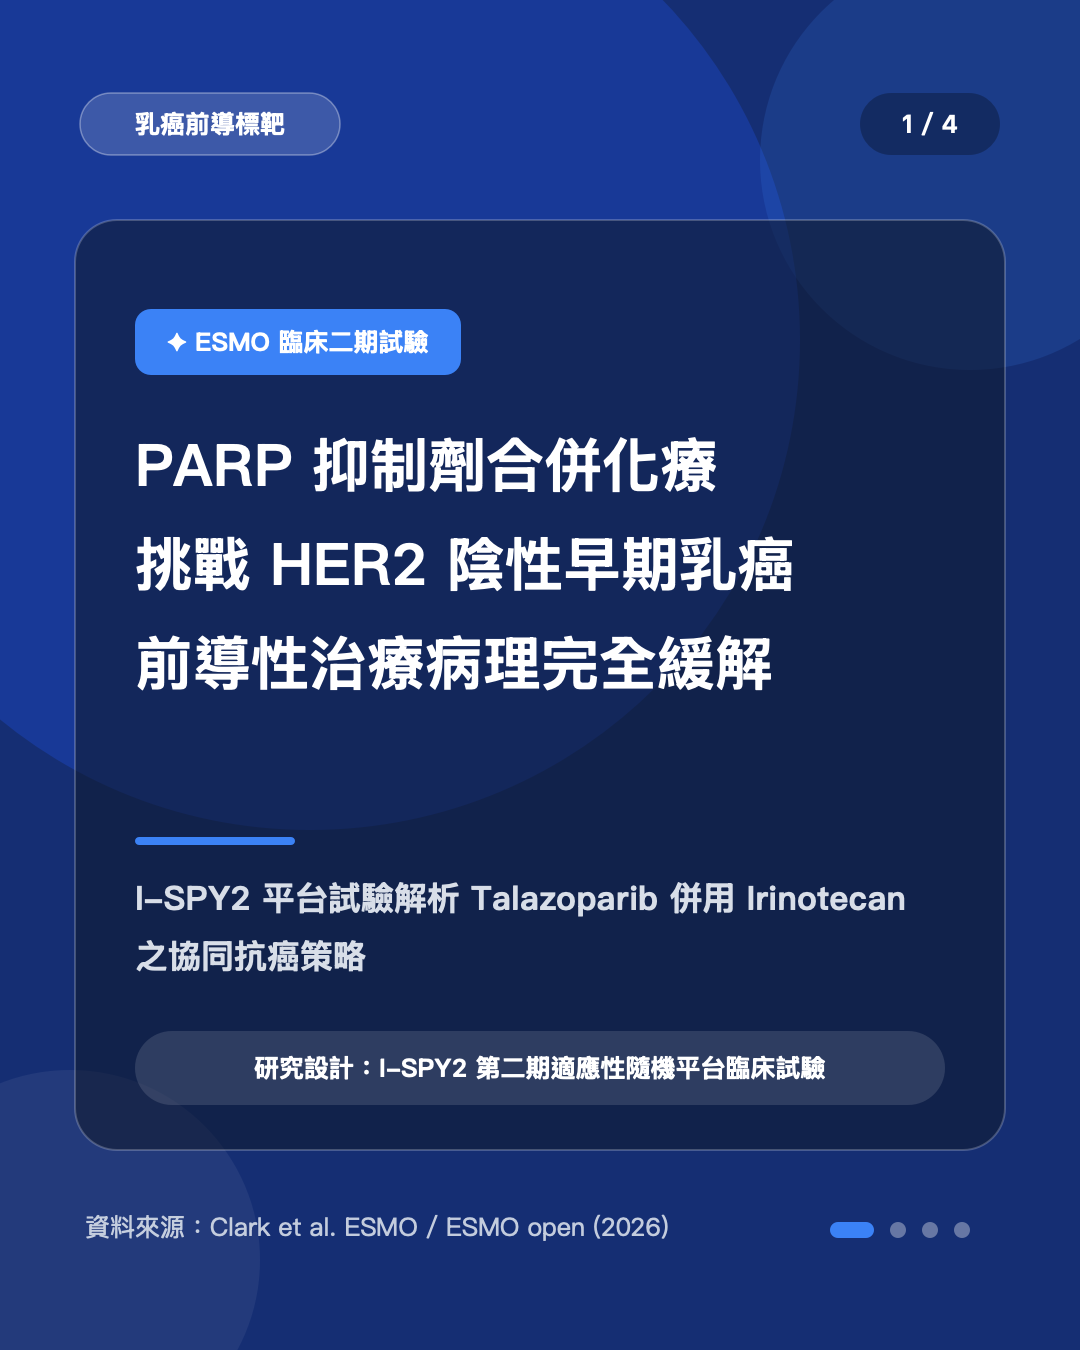 乳癌前導標靶
1 / 4
✦ ESMO 臨床二期試驗
PARP 抑制劑合併化療
挑戰 HER2 陰性早期乳癌
前導性治療病理完全緩解
I-SPY2 平台試驗解析 Talazoparib 併用 Irinotecan
之協同抗癌策略
研究設計：I-SPY2 第二期適應性隨機平台臨床試驗
資料來源：Clark et al. ESMO / ESMO open (2026)